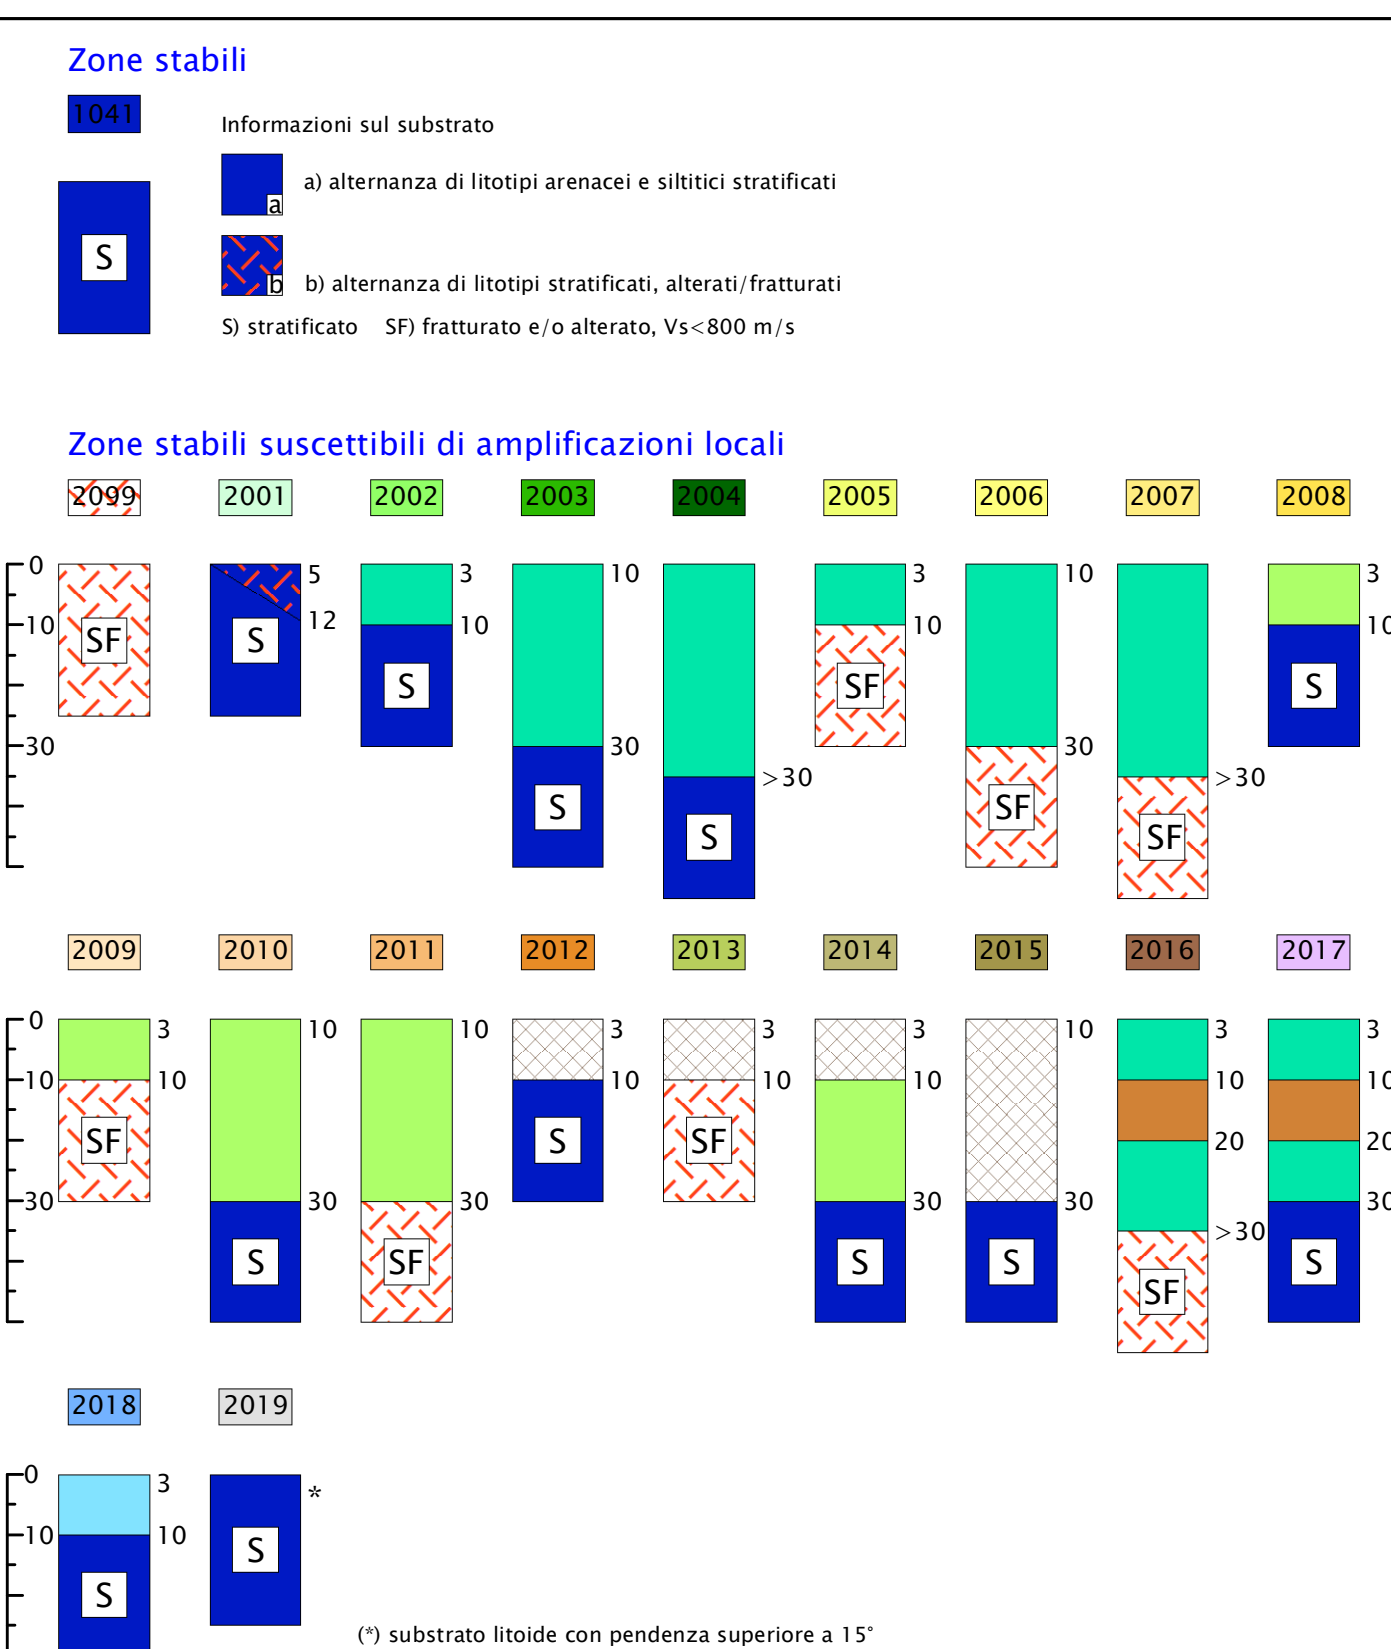 Zone stabili
1041
Informazioni sul substrato
a) alternanza di litotipi arenacei e siltitici stratificati
a
S
b) alternanza di litotipi stratificati, alterati/fratturati
b
S) stratificato SF) fratturato e/o alterato, Vs<800 m/s
Zone stabili suscettibili di amplificazioni locali
2099 2001 2002 2003 2004 2005 2006 2007 2008
0 5 3 10 3 10 3
10 12 10 10 10
SF S S SF S
30 30 >30 30 >30
S S SF SF
2009 2010 2011 2012 2013 2014 2015 2016 2017
0 3 10 10 3 3 3 10 3 3
10 10 10 10 10 10 10
SF S SF 20 20
30 30 30 30 30 >30 30
S SF S S SF S
2018 2019
0 3 *
10 10 S
S
(*) substrato litoide con pendenza superiore a 15°